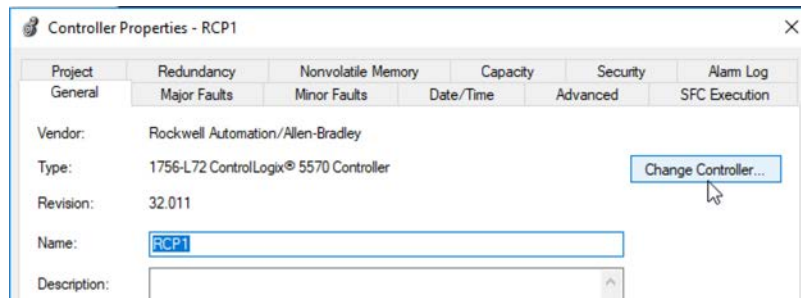 Controller Properties - RCP1
Project Redundancy Nonvolatile Memory Capacity Security Alarm Log
General Major Faults Minor Faults Date/Time Advanced SFC Execution
Vendor: Rockwell Automation/Allen-Bradley
Type: 1756-L72 ControlLogix® 5570 Controller Change Controller...
Revision: 32.011
Name: RCP1
Description: